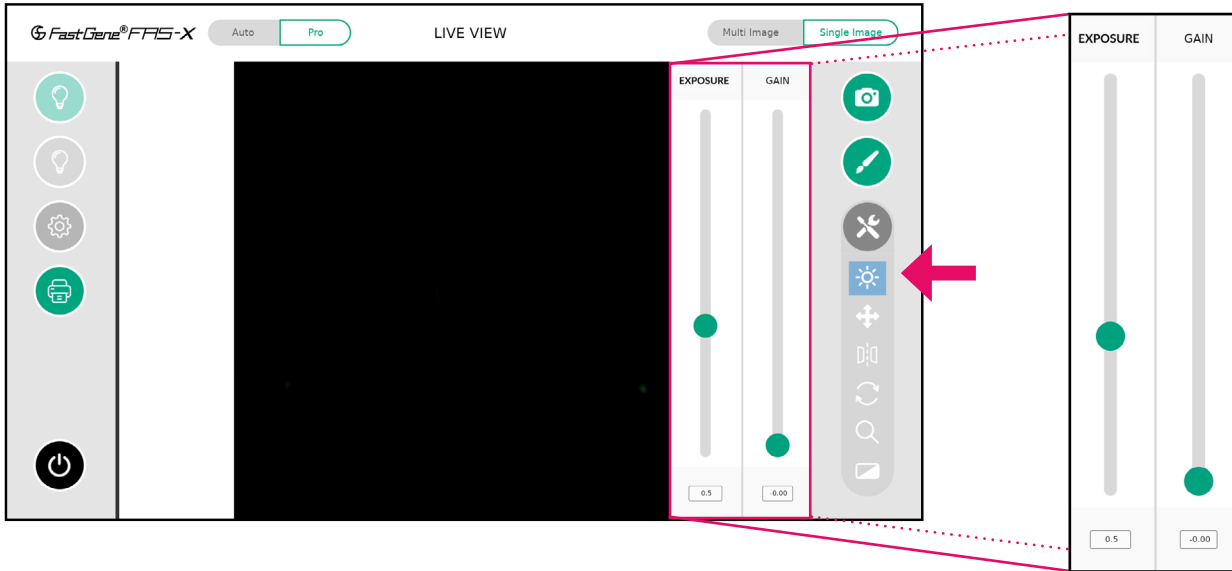 FastGene® FAS-X
Auto
Pro
LIVE VIEW
Multi Image
Single Image
EXPOSURE
GAIN
0.5
-0.00
EXPOSURE
GAIN
0.5
-0.00